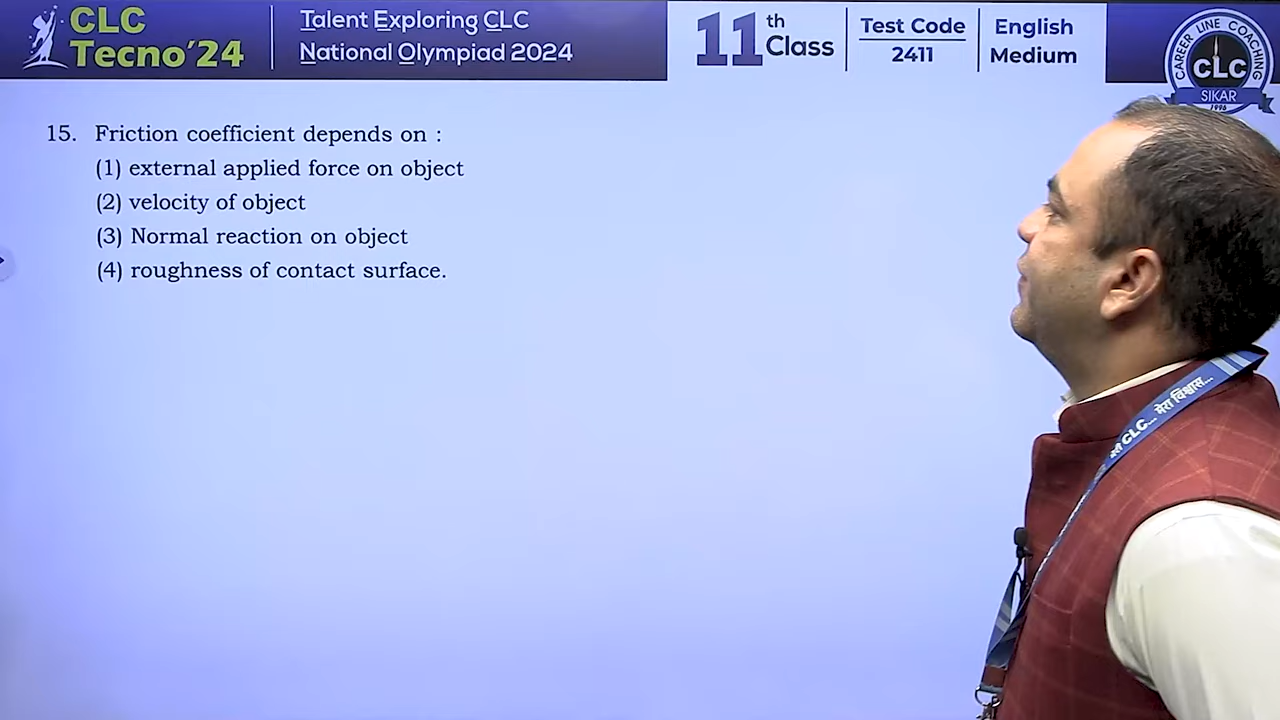 CLC
Tecno'24
Talent Exploring CLC
National Olympiad 2024
11th Class
Test Code
2411
English
Medium
CAREER LINE COACHING
CLC
SIKAR
1996
15. Friction coefficient depends on :
(1) external applied force on object
(2) velocity of object
(3) Normal reaction on object
(4) roughness of contact surface.
CLC... मेरा विश्वास...